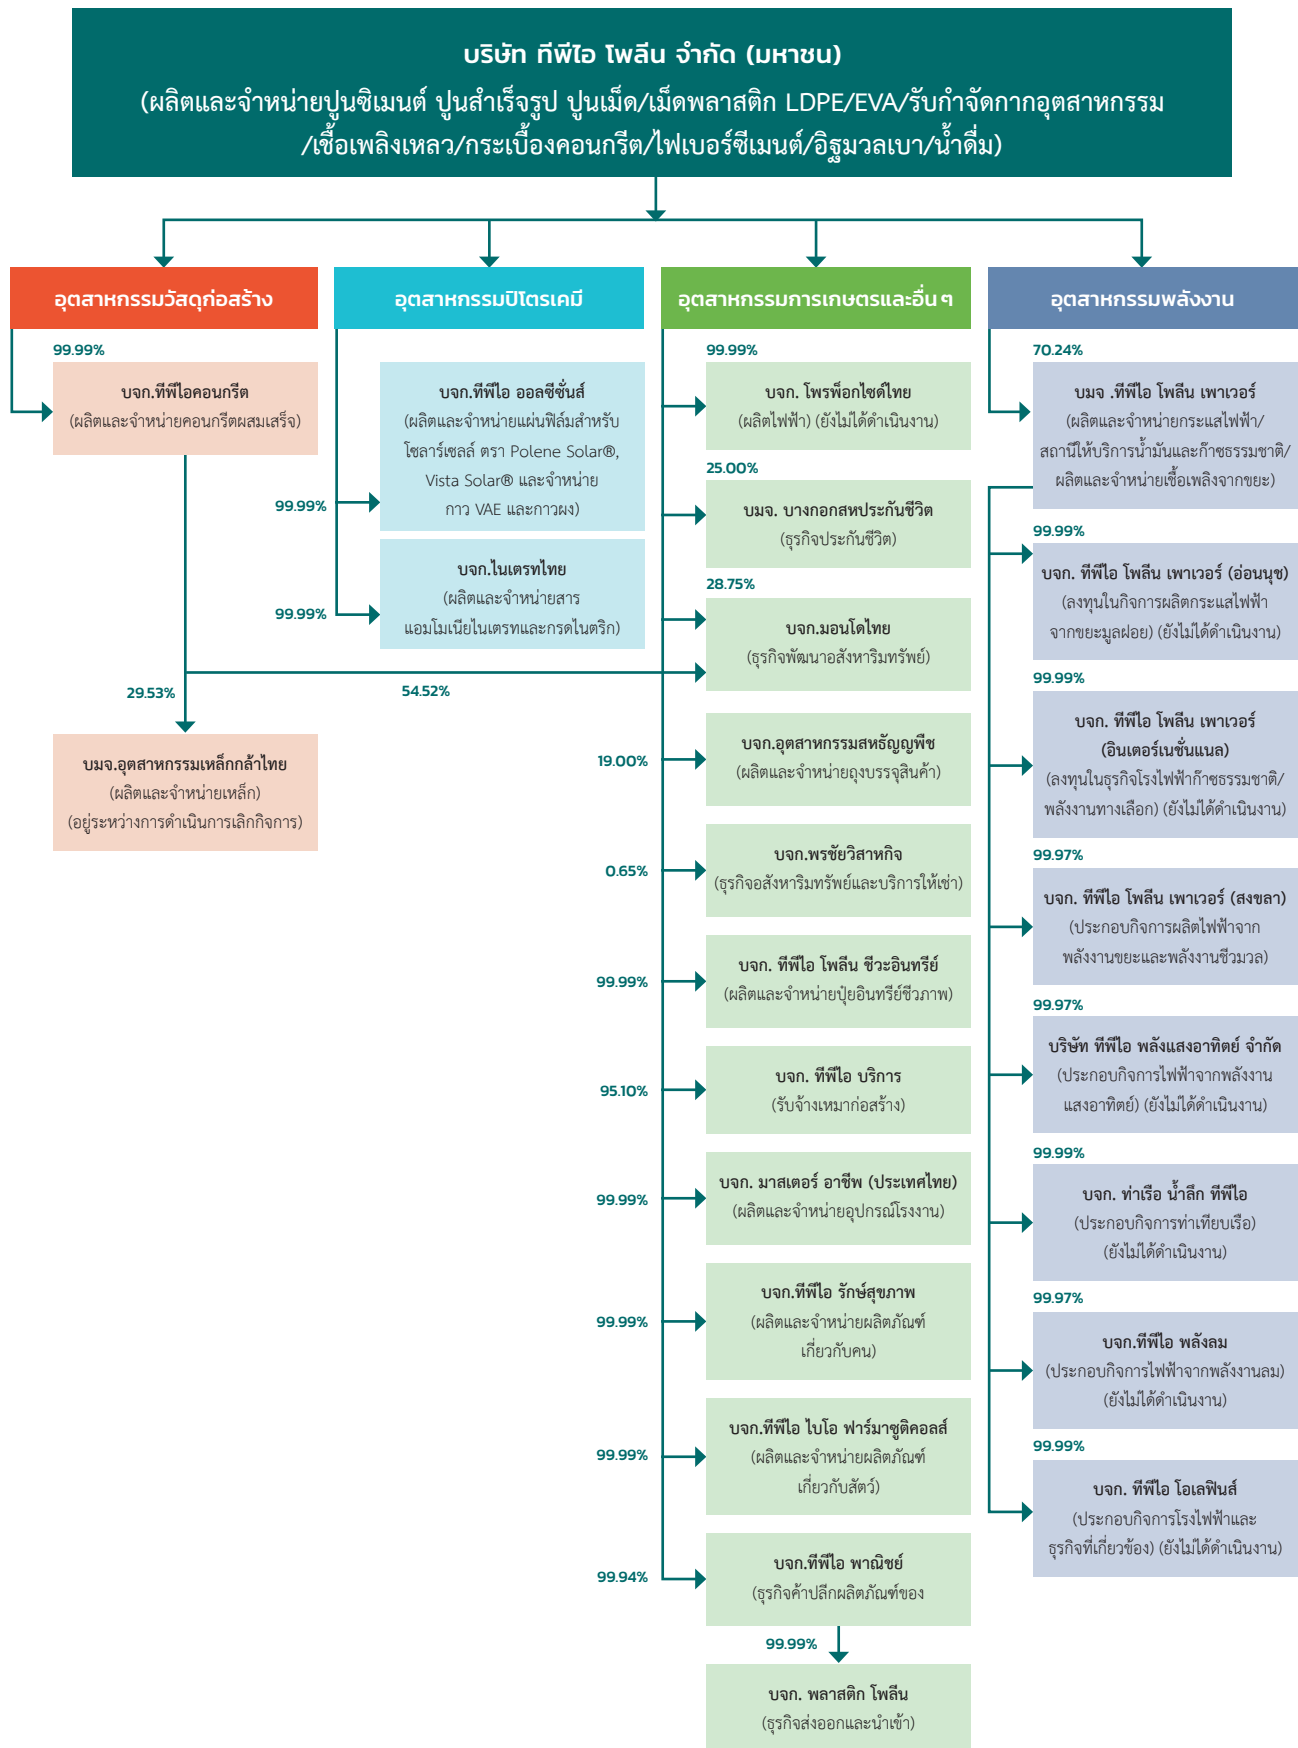 บริษัท ทีพีไอ โพลีน จำกัด (มหาชน)
(ผลิตและจำหน่ายปูนซิเมนต์ ปูนสำเร็จรูป ปูนเม็ด/เม็ดพลาสติก LDPE/EVA/รับกำจัดกากอุตสาหกรรม
/เชื้อเพลิงเหลว/กระเบื้องคอนกรีต/ไฟเบอร์ซีเมนต์/อิฐมวลเบา/น้ำดื่ม)
อุตสาหกรรมวัสดุก่อสร้าง
99.99%
บจก.ทีพีไอคอนกรีต
(ผลิตและจำหน่ายคอนกรีตผสมเสร็จ)
29.53%
54.52%
บมจ.อุตสาหกรรมเหล็กกล้าไทย
(ผลิตและจำหน่ายเหล็ก)
(อยู่ระหว่างการดำเนินการเลิกกิจการ)
อุตสาหกรรมปิโตรเคมี
บจก.ทีพีไอ ออลซีซั่นส์
(ผลิตและจำหน่ายแผ่นฟิล์มสำหรับ
โซลาร์เซลล์ ตรา Polene Solar®,
Vista Solar® และจำหน่าย
กาว VAE และกาวผง)
99.99%
บจก.ไนเตรทไทย
(ผลิตและจำหน่ายสาร
แอมโมเนียไนเตรทและกรดไนตริก)
99.99%
อุตสาหกรรมการเกษตรและอื่น ๆ
99.99%
บจก. โพรพ็อกไซด์ไทย
(ผลิตไฟฟ้า) (ยังไม่ได้ดำเนินงาน)
25.00%
บมจ. บางกอกสหประกันชีวิต
(ธุรกิจประกันชีวิต)
28.75%
บจก.มอนโดไทย
(ธุรกิจพัฒนาอสังหาริมทรัพย์)
19.00%
บจก.อุตสาหกรรมสหธัญญพืช
(ผลิตและจำหน่ายถุงบรรจุสินค้า)
0.65%
บจก.พรชัยวิสาหกิจ
(ธุรกิจอสังหาริมทรัพย์และบริการให้เช่า)
99.99%
บจก. ทีพีไอ โพลีน ชีวะอินทรีย์
(ผลิตและจำหน่ายปุ๋ยอินทรีย์ชีวภาพ)
95.10%
บจก. ทีพีไอ บริการ
(รับจ้างเหมาก่อสร้าง)
99.99%
บจก. มาสเตอร์ อาชีพ (ประเทศไทย)
(ผลิตและจำหน่ายอุปกรณ์โรงงาน)
99.99%
บจก.ทีพีไอ รักษ์สุขภาพ
(ผลิตและจำหน่ายผลิตภัณฑ์
เกี่ยวกับคน)
99.99%
บจก.ทีพีไอ ไบโอ ฟาร์มาซูติคอลส์
(ผลิตและจำหน่ายผลิตภัณฑ์
เกี่ยวกับสัตว์)
99.94%
บจก.ทีพีไอ พาณิชย์
(ธุรกิจค้าปลีกผลิตภัณฑ์ของ
99.99%
บจก. พลาสติก โพลีน
(ธุรกิจส่งออกและนำเข้า)
อุตสาหกรรมพลังงาน
70.24%
บมจ .ทีพีไอ โพลีน เพาเวอร์
(ผลิตและจำหน่ายกระแสไฟฟ้า/
สถานีให้บริการน้ำมันและก๊าซธรรมชาติ/
ผลิตและจำหน่ายเชื้อเพลิงจากขยะ)
99.99%
บจก. ทีพีไอ โพลีน เพาเวอร์ (อ่อนนุช)
(ลงทุนในกิจการผลิตกระแสไฟฟ้า
จากขยะมูลฝอย) (ยังไม่ได้ดำเนินงาน)
99.99%
บจก. ทีพีไอ โพลีน เพาเวอร์
(อินเตอร์เนชั่นแนล)
(ลงทุนในธุรกิจโรงไฟฟ้าก๊าซธรรมชาติ/
พลังงานทางเลือก) (ยังไม่ได้ดำเนินงาน)
99.97%
บจก. ทีพีไอ โพลีน เพาเวอร์ (สงขลา)
(ประกอบกิจการผลิตไฟฟ้าจาก
พลังงานขยะและพลังงานชีวมวล)
99.97%
บริษัท ทีพีไอ พลังแสงอาทิตย์ จำกัด
(ประกอบกิจการไฟฟ้าจากพลังงาน
แสงอาทิตย์) (ยังไม่ได้ดำเนินงาน)
99.99%
บจก. ท่าเรือ น้ำลึก ทีพีไอ
(ประกอบกิจการท่าเทียบเรือ)
(ยังไม่ได้ดำเนินงาน)
99.97%
บจก.ทีพีไอ พลังลม
(ประกอบกิจการไฟฟ้าจากพลังงานลม)
(ยังไม่ได้ดำเนินงาน)
99.99%
บจก. ทีพีไอ โอเลฟินส์
(ประกอบกิจการโรงไฟฟ้าและ
ธุรกิจที่เกี่ยวข้อง) (ยังไม่ได้ดำเนินงาน)